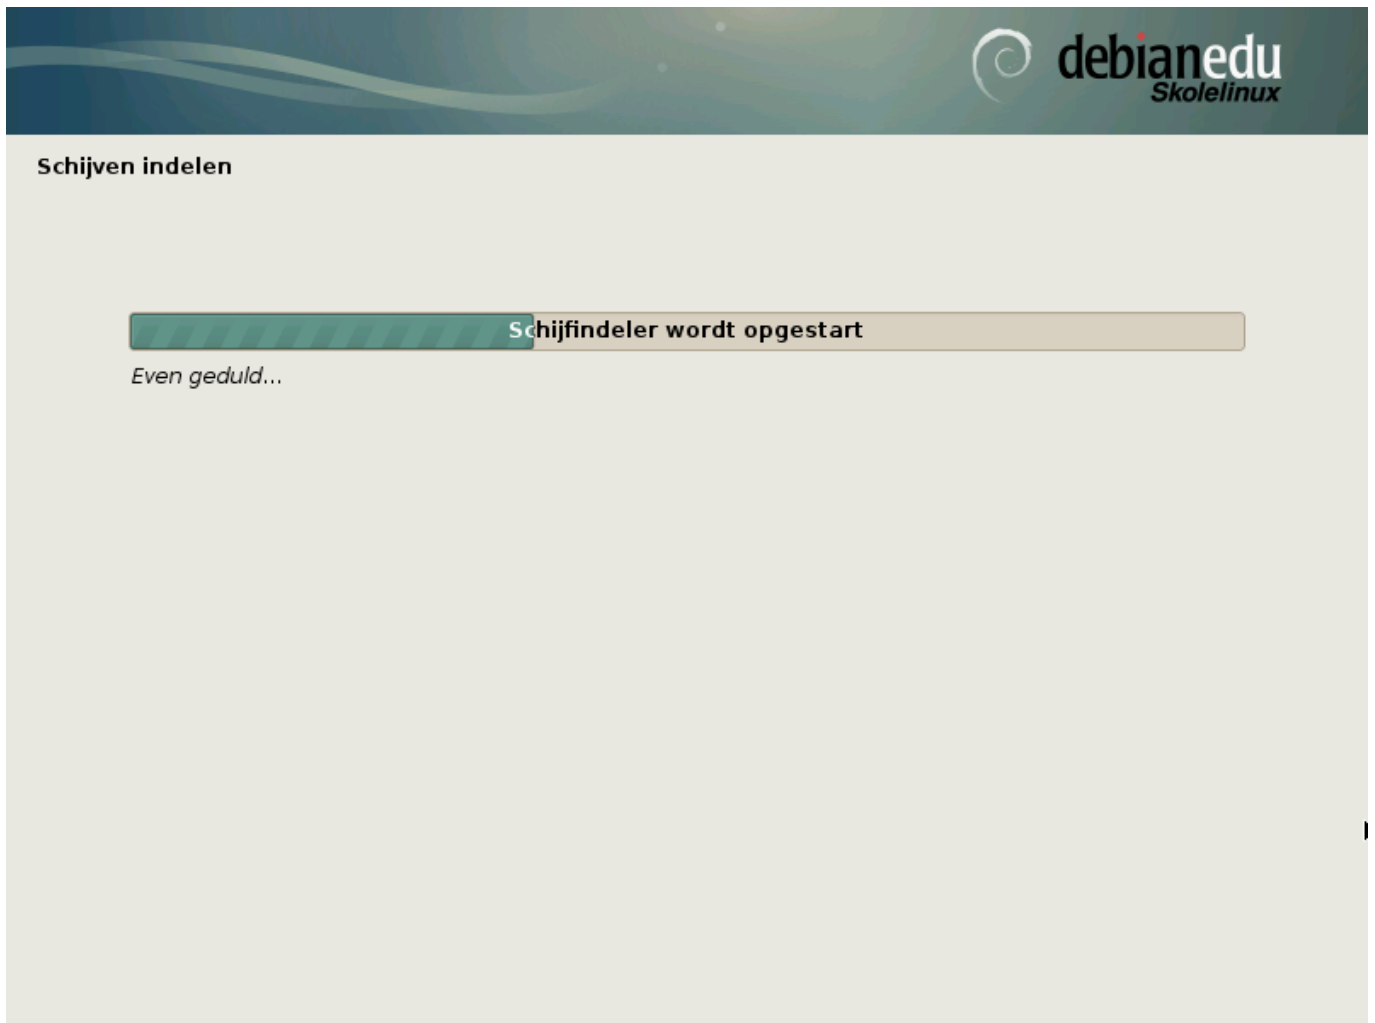 debianedu
Skolelinux
Schijven indelen
Schijfindeler wordt opgestart
Even geduld...